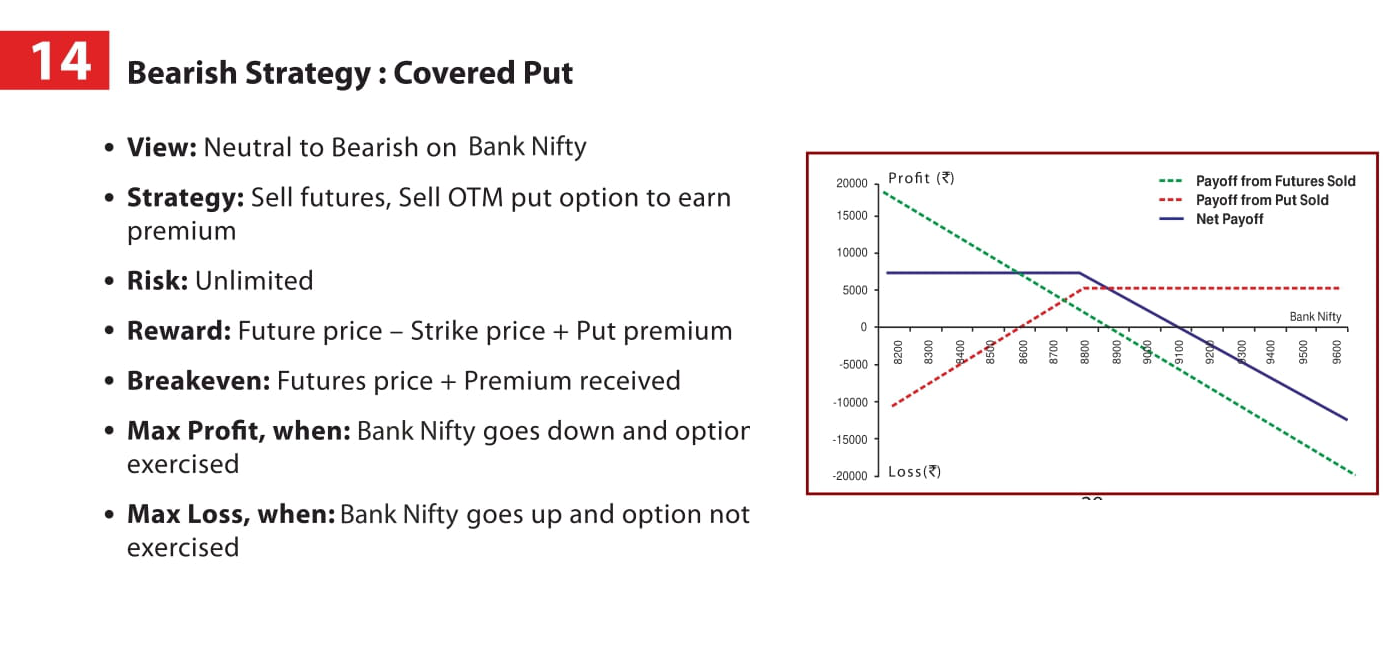 14
Bearish Strategy : Covered Put
• View: Neutral to Bearish on Bank Nifty
• Strategy: Sell futures, Sell OTM put option to earn
premium
• Risk: Unlimited
• Reward: Future price – Strike price + Put premium
• Breakeven: Futures price + Premium received
• Max Profit, when: Bank Nifty goes down and option
exercised
• Max Loss, when: Bank Nifty goes up and option not
exercised
Profit (₹)
Payoff from Futures Sold
Payoff from Put Sold
Net Payoff
20000
15000
10000
5000
0
-5000
-10000
-15000
-20000
Bank Nifty
8200
8300
8400
8500
8600
8700
8800
8900
9000
9100
9200
9300
9400
9500
9600
Loss(₹)